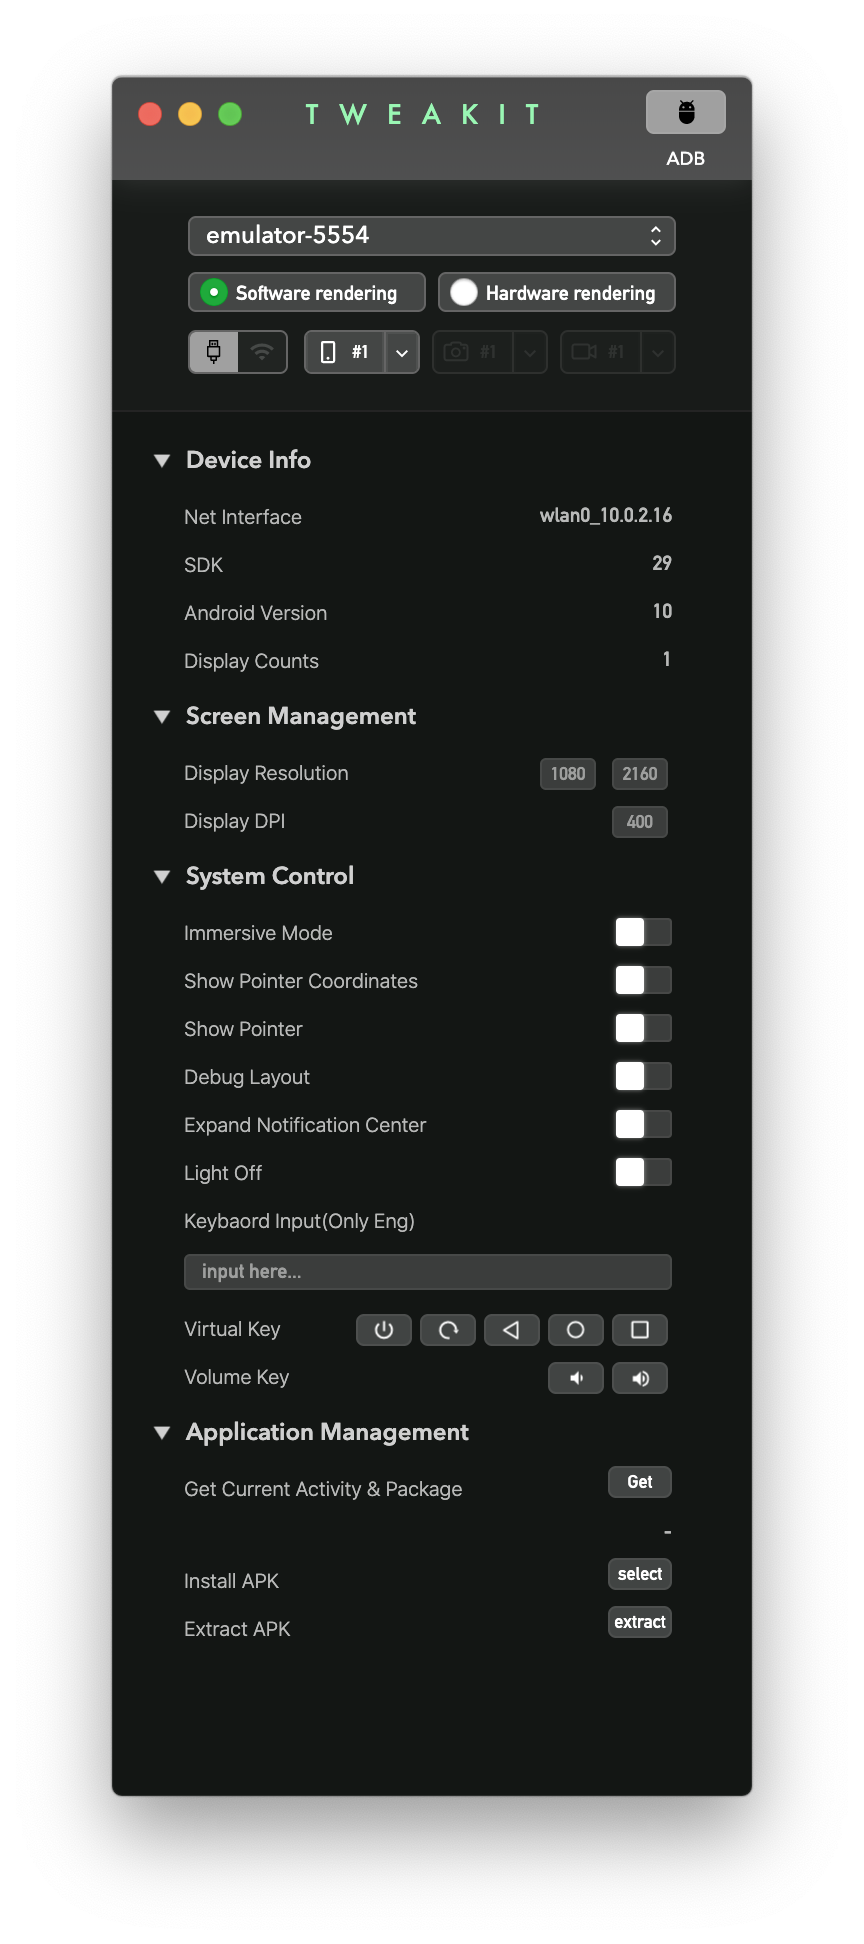 TWEAKIT
ADB
emulator-5554
Software rendering Hardware rendering
#1 #1 #1
Device Info
Net Interface wlan0_10.0.2.16
SDK 29
Android Version 10
Display Counts 1
Screen Management
Display Resolution 1080 2160
Display DPI 400
System Control
Immersive Mode
Show Pointer Coordinates
Show Pointer
Debug Layout
Expand Notification Center
Light Off
Keybaord Input(Only Eng)
input here...
Virtual Key
Volume Key
Application Management
Get Current Activity & Package Get
-
Install APK select
Extract APK extract